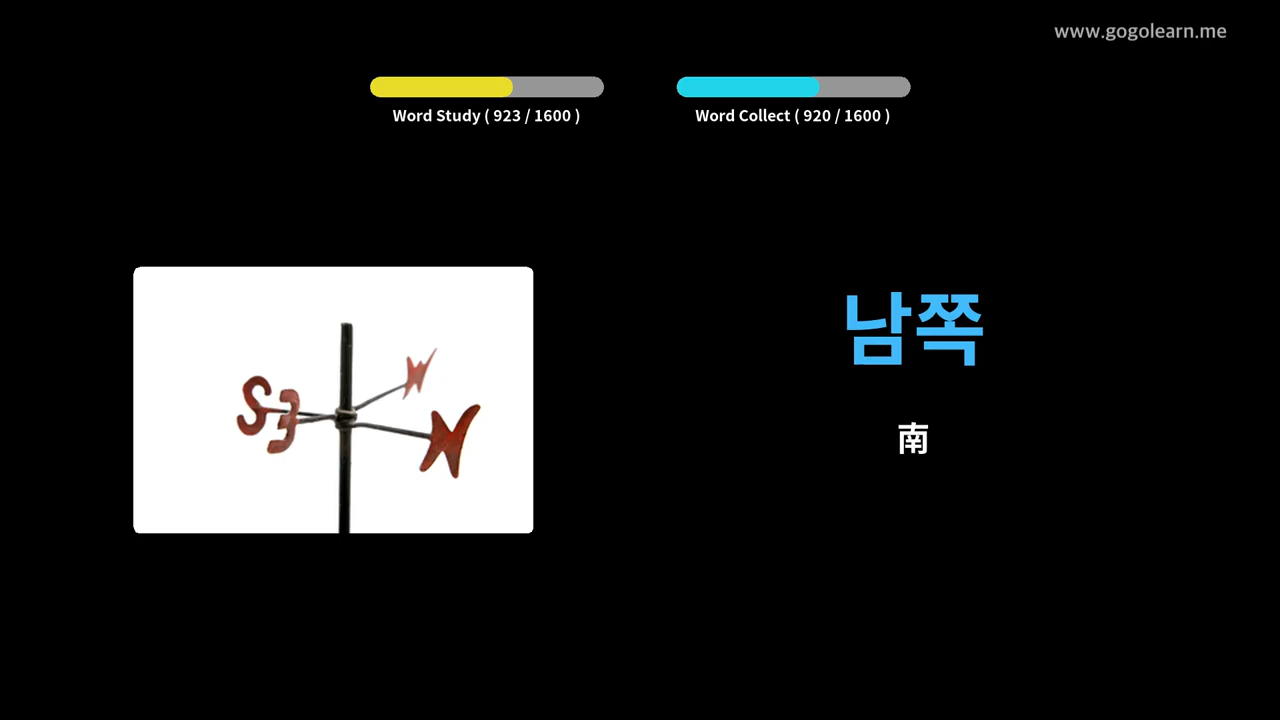 www.gogolearn.me
Word Study ( 923 / 1600 )
Word Collect ( 920 / 1600 )
남쪽
南
S E N